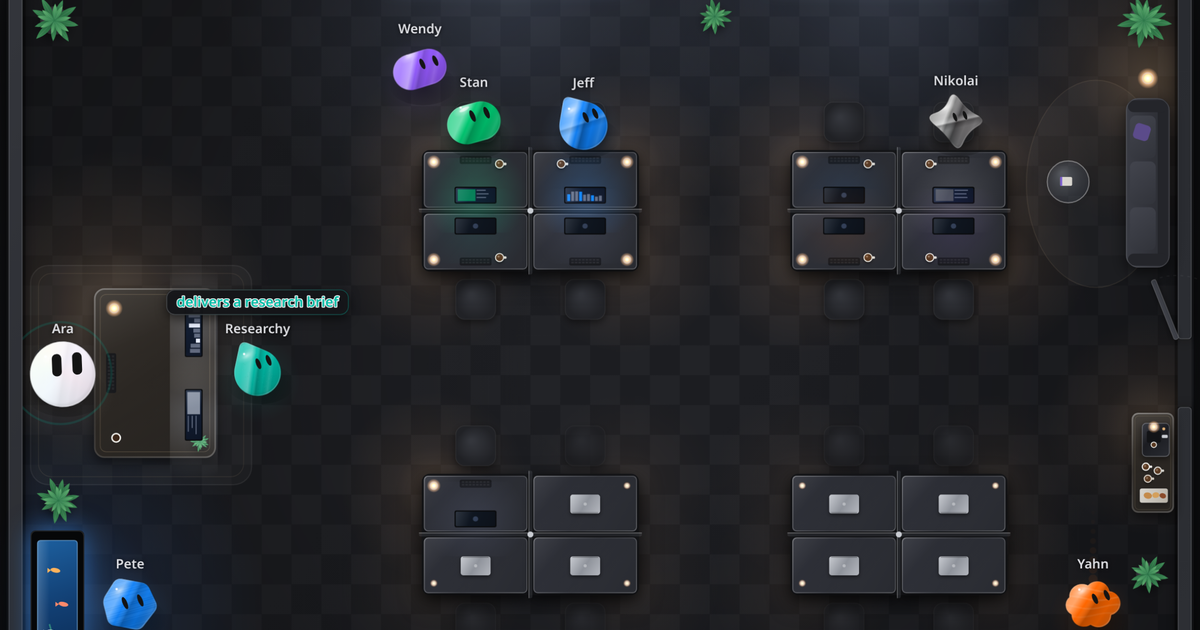 Wendy
Stan
Jeff
Nikolai
delivers a research brief
Ara
Researchy
Pete
Yahn